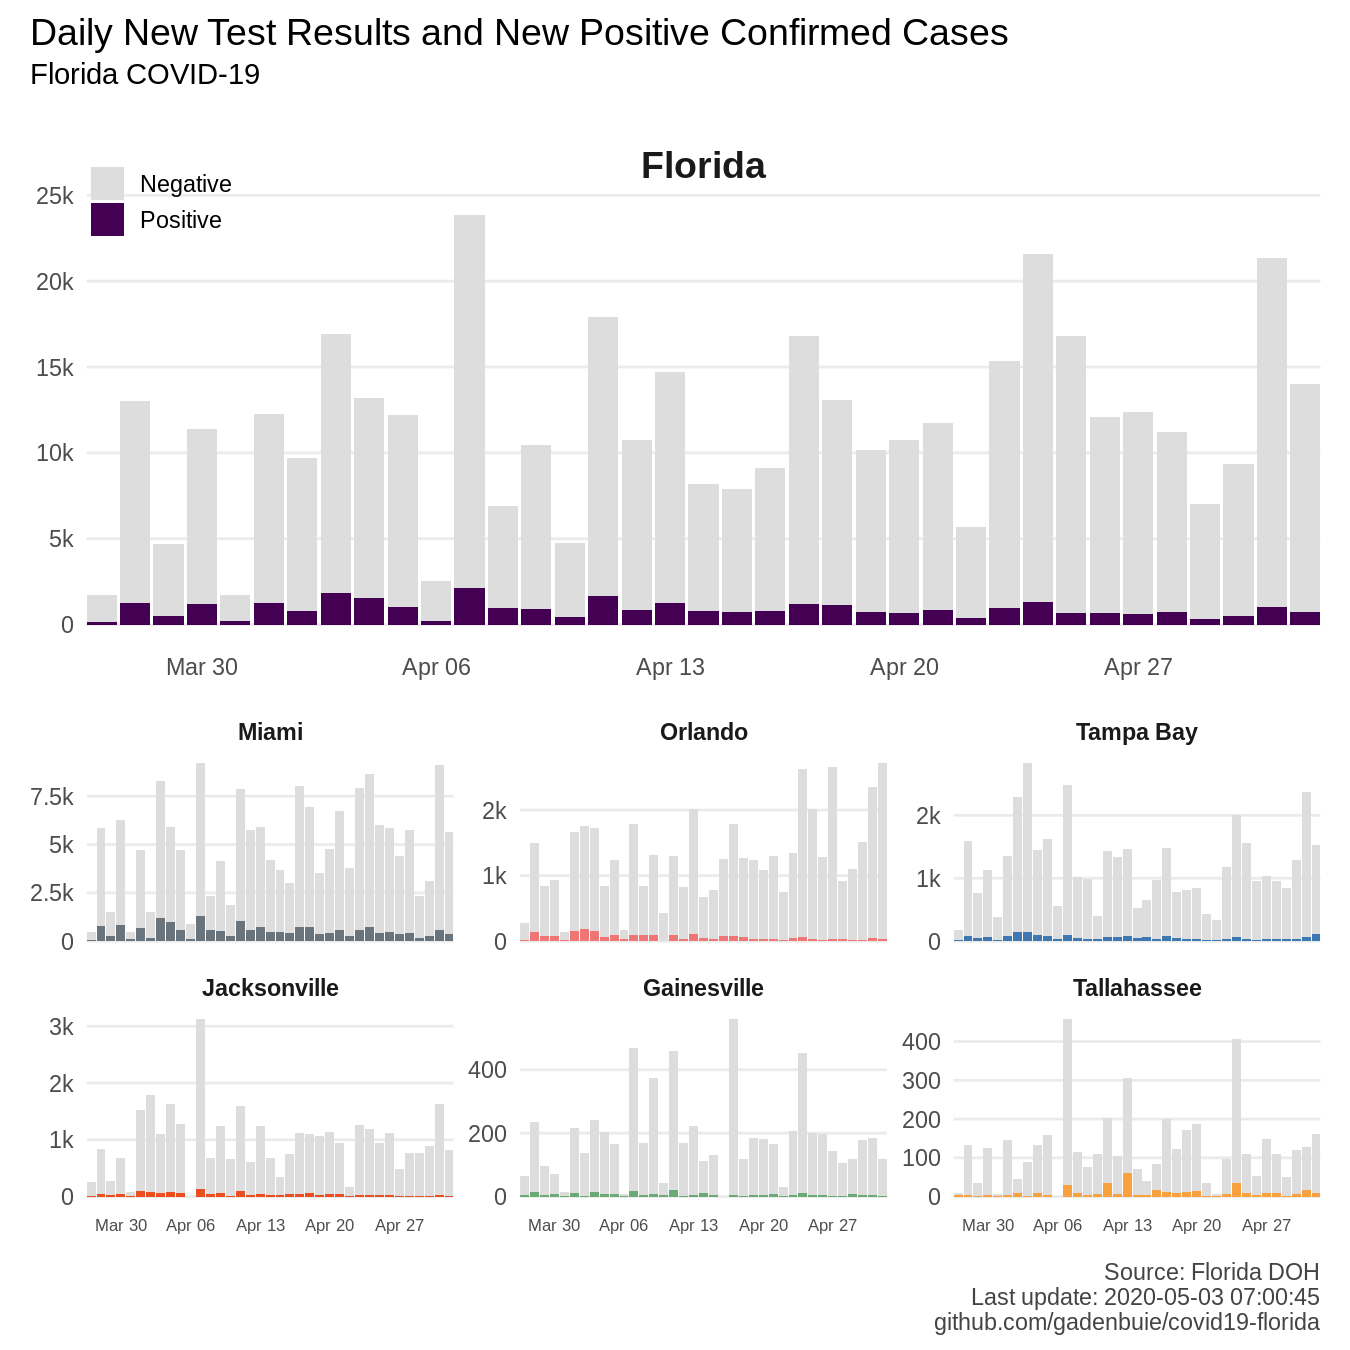 Daily New Test Results and New Positive Confirmed Cases
Florida COVID-19
Florida
Negative
Positive
25k
20k
15k
10k
5k
0
Mar 30 Apr 06 Apr 13 Apr 20 Apr 27
Miami Orlando Tampa Bay
7.5k
5k
2.5k
0
2k
1k
0
2k
1k
0
Jacksonville Gainesville Tallahassee
3k
2k
1k
0
400
200
0
400
300
200
100
0
Mar 30 Apr 06 Apr 13 Apr 20 Apr 27 Mar 30 Apr 06 Apr 13 Apr 20 Apr 27 Mar 30 Apr 06 Apr 13 Apr 20 Apr 27
Source: Florida DOH
Last update: 2020-05-03 07:00:45
github.com/gadenbuie/covid19-florida